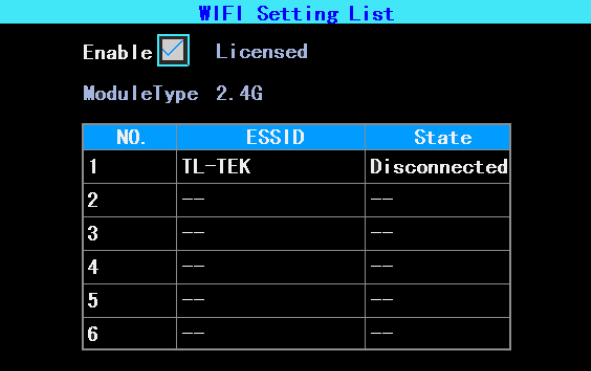 WIFI Setting List
Enable Licensed
ModuleType 2.4G
NO. ESSID State
1 TL-TEK Disconnected
2 -- --
3 -- --
4 -- --
5 -- --
6 -- --